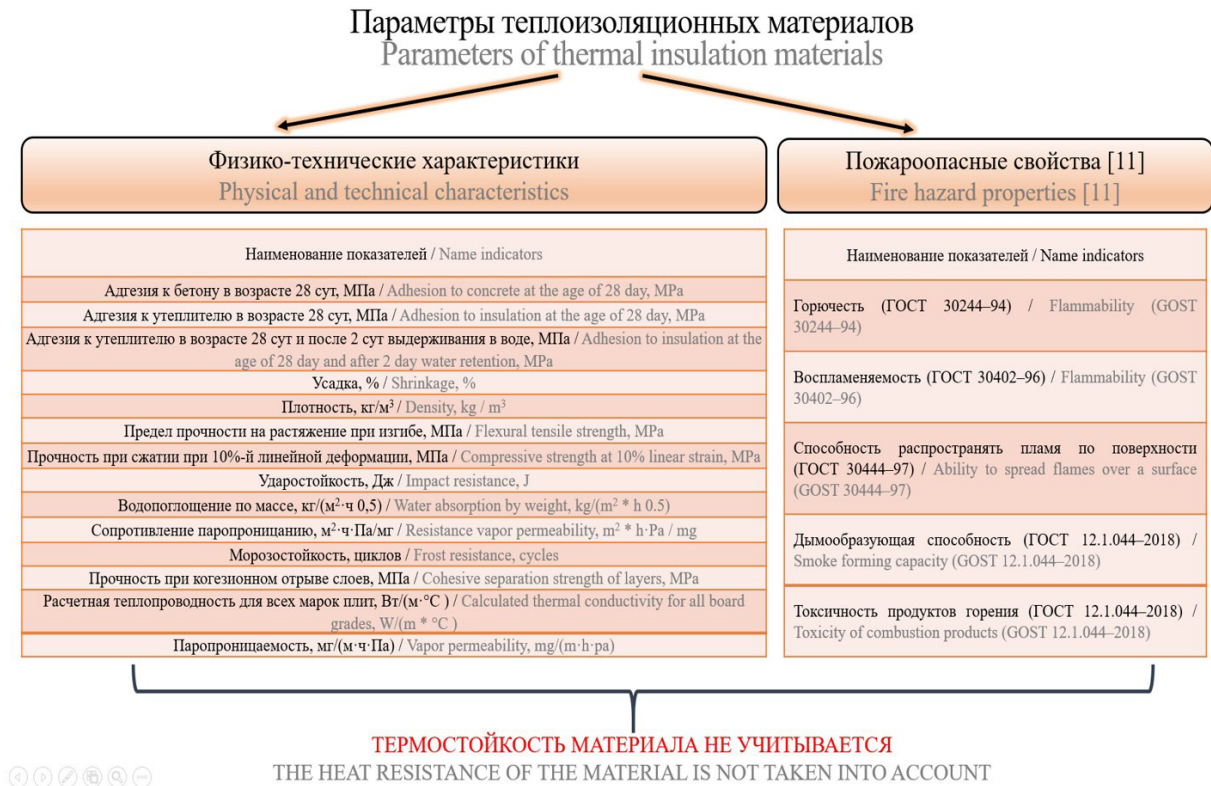 Параметры теплоизоляционных материалов
Parameters of thermal insulation materials
Физико-технические характеристики
Physical and technical characteristics
Наименование показателей / Name indicators
Адгезия к бетону в возрасте 28 сут, МПа / Adhesion to concrete at the age of 28 day, MPa
Адгезия к утеплителю в возрасте 28 сут, МПа / Adhesion to insulation at the age of 28 day, MPa
Адгезия к утеплителю в возрасте 28 сут и после 2 сут выдерживания в воде, МПа / Adhesion to insulation at the
age of 28 day and after 2 day water retention, MPa
Усадка, % / Shrinkage, %
Плотность, кг/м³ / Density, kg / m³
Предел прочности на растяжение при изгибе, МПа / Flexural tensile strength, MPa
Прочность при сжатии при 10%-й линейной деформации, МПа / Compressive strength at 10% linear strain, MPa
Ударостойкость, Дж / Impact resistance, J
Водопоглощение по массе, кг/(м²·ч 0,5) / Water absorption by weight, kg/(m² * h 0.5)
Сопротивление паропроницанию, м²·ч·Па/мг / Resistance vapor permeability, m² * h·Pa / mg
Морозостойкость, циклов / Frost resistance, cycles
Прочность при когезионном отрыве слоев, МПа / Cohesive separation strength of layers, MPa
Расчетная теплопроводность для всех марок плит, Вт/(м·°С ) / Calculated thermal conductivity for all board
grades, W/(m * °C )
Паропроницаемость, мг/(м·ч·Па) / Vapor permeability, mg/(m·h·pa)
Пожароопасные свойства [11]
Fire hazard properties [11]
Наименование показателей / Name indicators
Горючесть (ГОСТ 30244–94) / Flammability (GOST
30244–94)
Воспламеняемость (ГОСТ 30402–96) / Flammability (GOST
30402–96)
Способность распространять пламя по поверхности
(ГОСТ 30444–97) / Ability to spread flames over a surface
(GOST 30444–97)
Дымообразующая способность (ГОСТ 12.1.044–2018) /
Smoke forming capacity (GOST 12.1.044–2018)
Токсичность продуктов горения (ГОСТ 12.1.044–2018) /
Toxicity of combustion products (GOST 12.1.044–2018)
ТЕРМОСТОЙКОСТЬ МАТЕРИАЛА НЕ УЧИТЫВАЕТСЯ
THE HEAT RESISTANCE OF THE MATERIAL IS NOT TAKEN INTO ACCOUNT